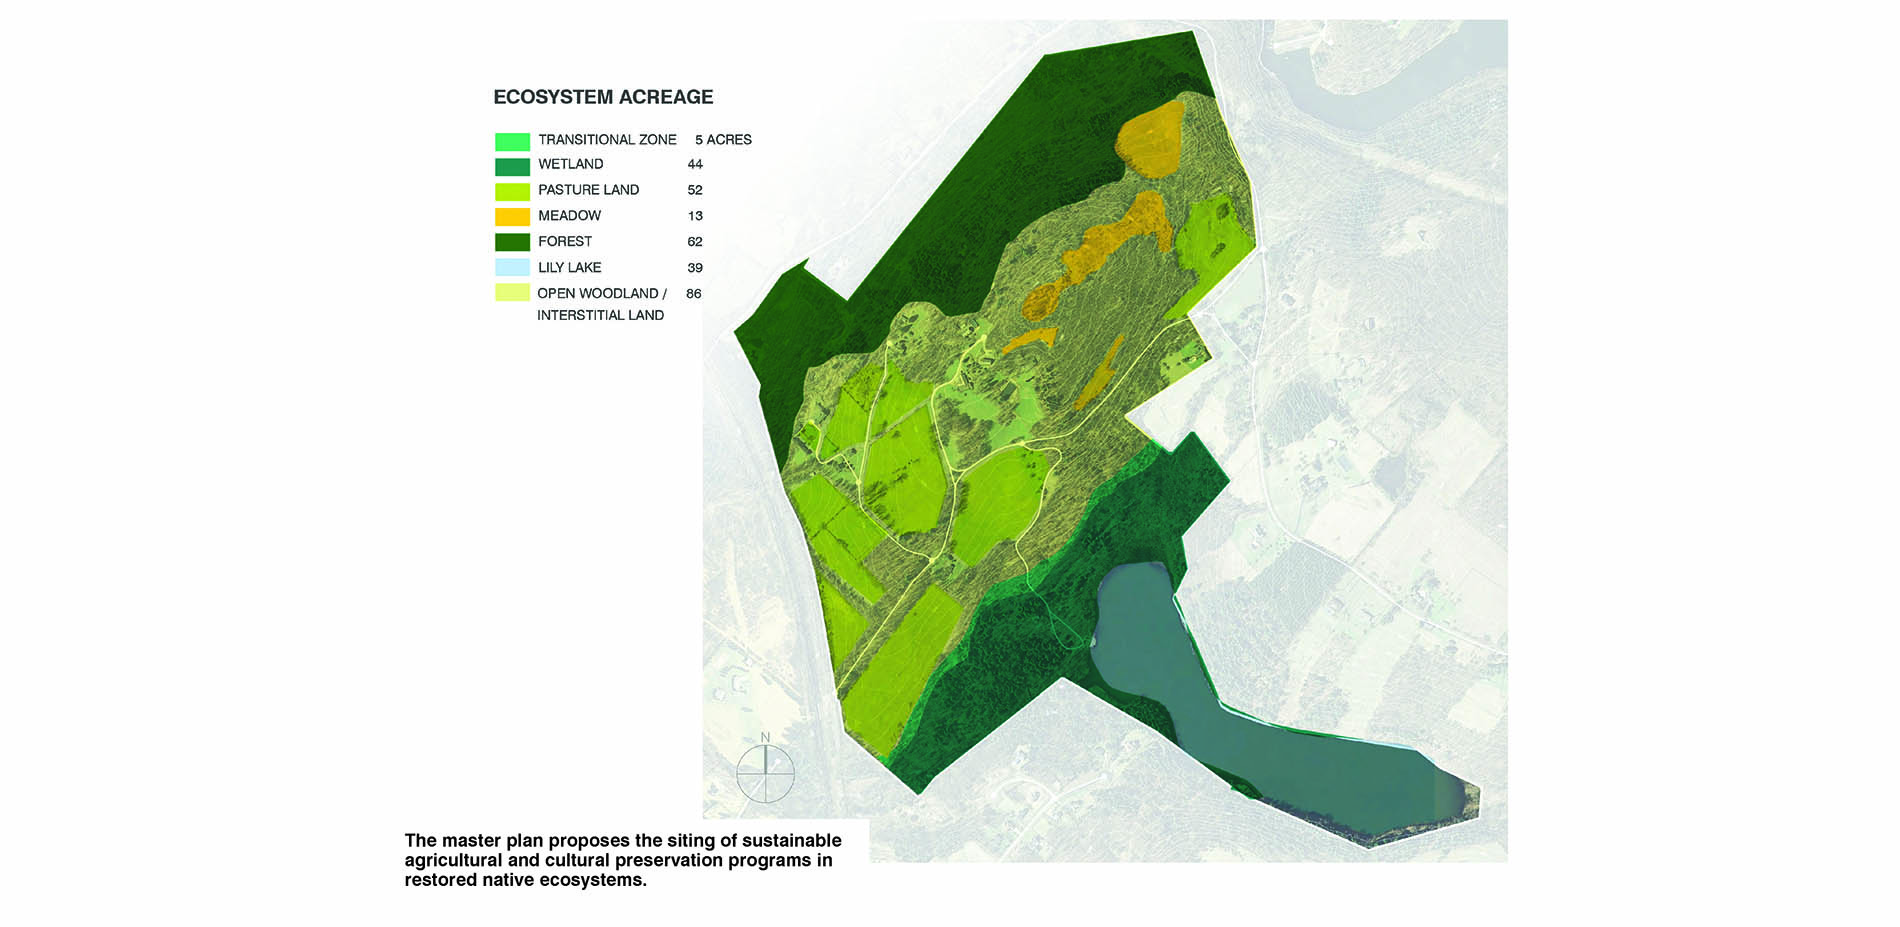 ECOSYSTEM ACREAGE
TRANSITIONAL ZONE 5 ACRES
WETLAND 44
PASTURE LAND 52
MEADOW 13
FOREST 62
LILY LAKE 39
OPEN WOODLAND / 86
INTERSTITIAL LAND
N
The master plan proposes the siting of sustainable
agricultural and cultural preservation programs in
restored native ecosystems.